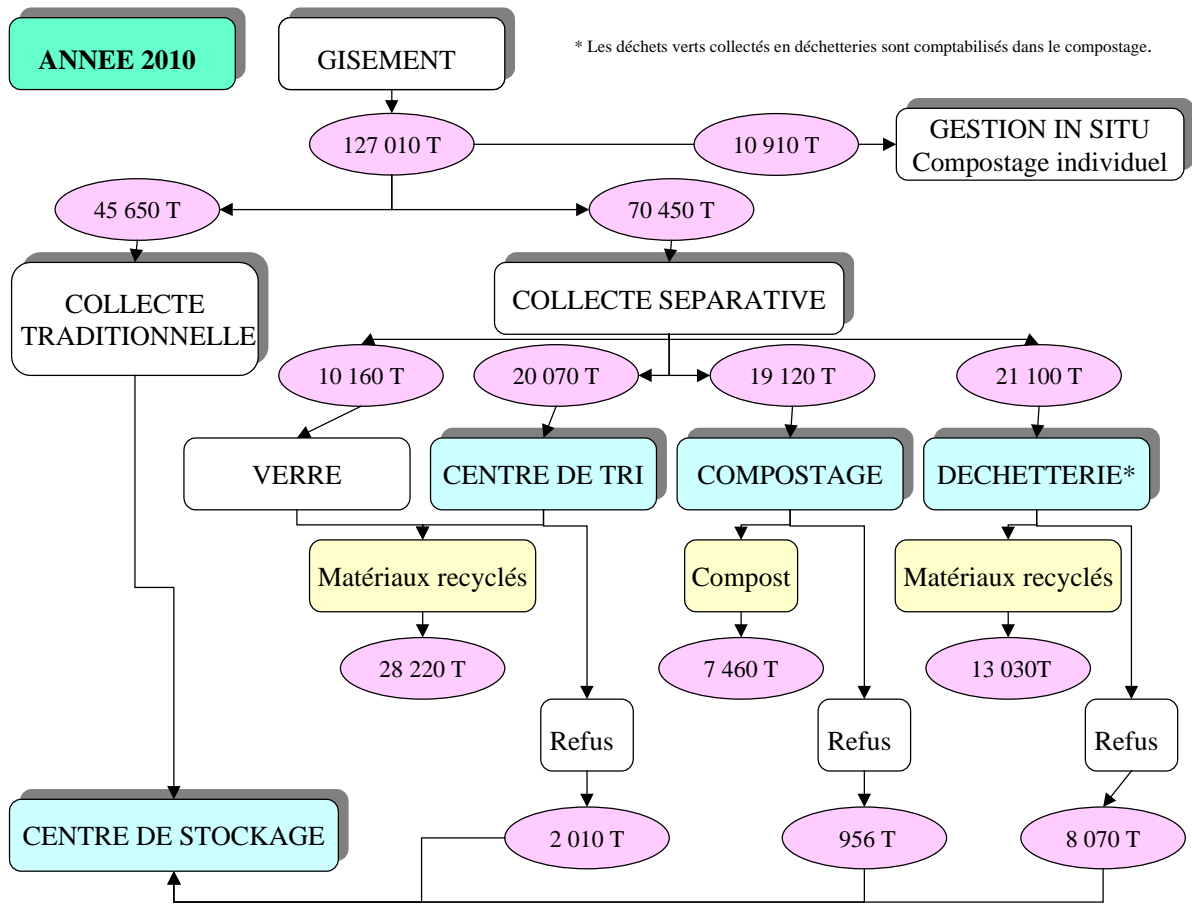 ANNEE 2010
GISEMENT
* Les déchets verts collectés en déchetteries sont comptabilisés dans le compostage.
127 010 T
10 910 T
GESTION IN SITU
Compostage individuel
45 650 T
70 450 T
COLLECTE
TRADITIONNELLE
COLLECTE SEPARATIVE
10 160 T
20 070 T
19 120 T
21 100 T
VERRE
CENTRE DE TRI
COMPOSTAGE
DECHETTERIE*
Matériaux recyclés
Compost
Matériaux recyclés
28 220 T
7 460 T
13 030T
Refus
Refus
Refus
CENTRE DE STOCKAGE
2 010 T
956 T
8 070 T